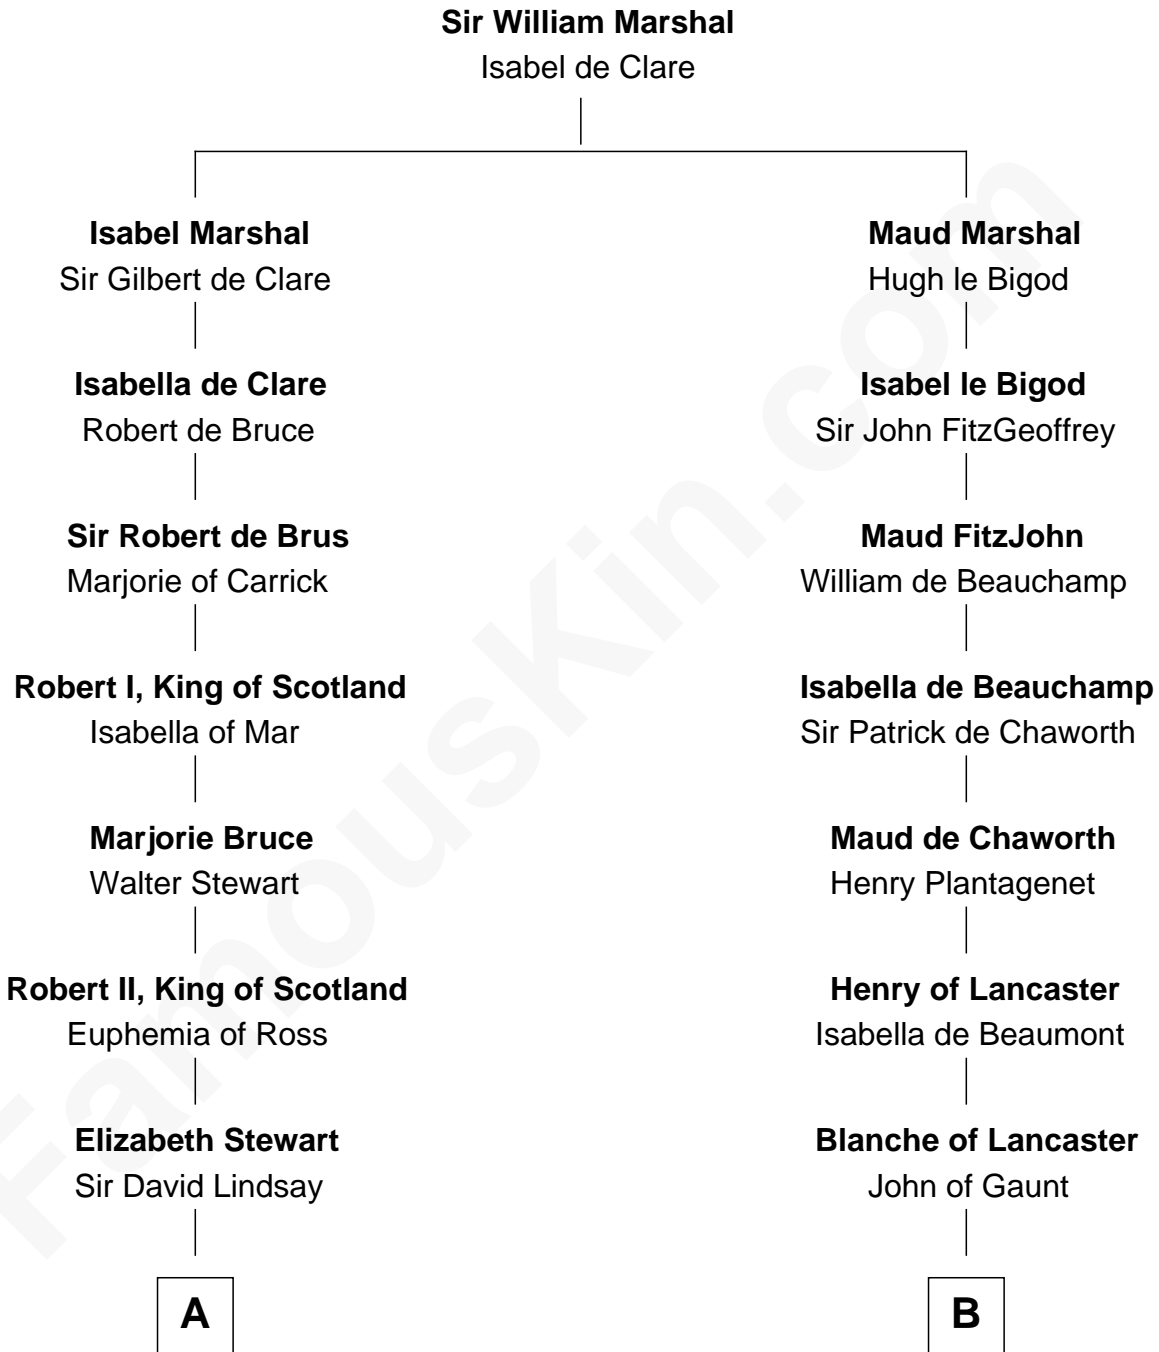 Sir William Marshal
Isabel de Clare
Isabel Marshal
Sir Gilbert de Clare
Isabella de Clare
Robert de Bruce
Sir Robert de Brus
Marjorie of Carrick
Robert I, King of Scotland
Isabella of Mar
Marjorie Bruce
Walter Stewart
Robert II, King of Scotland
Euphemia of Ross
Elizabeth Stewart
Sir David Lindsay
A
Maud Marshal
Hugh le Bigod
Isabel le Bigod
Sir John FitzGeoffrey
Maud FitzJohn
William de Beauchamp
Isabella de Beauchamp
Sir Patrick de Chaworth
Maud de Chaworth
Henry Plantagenet
Henry of Lancaster
Isabella de Beaumont
Blanche of Lancaster
John of Gaunt
B
FamousKin.com